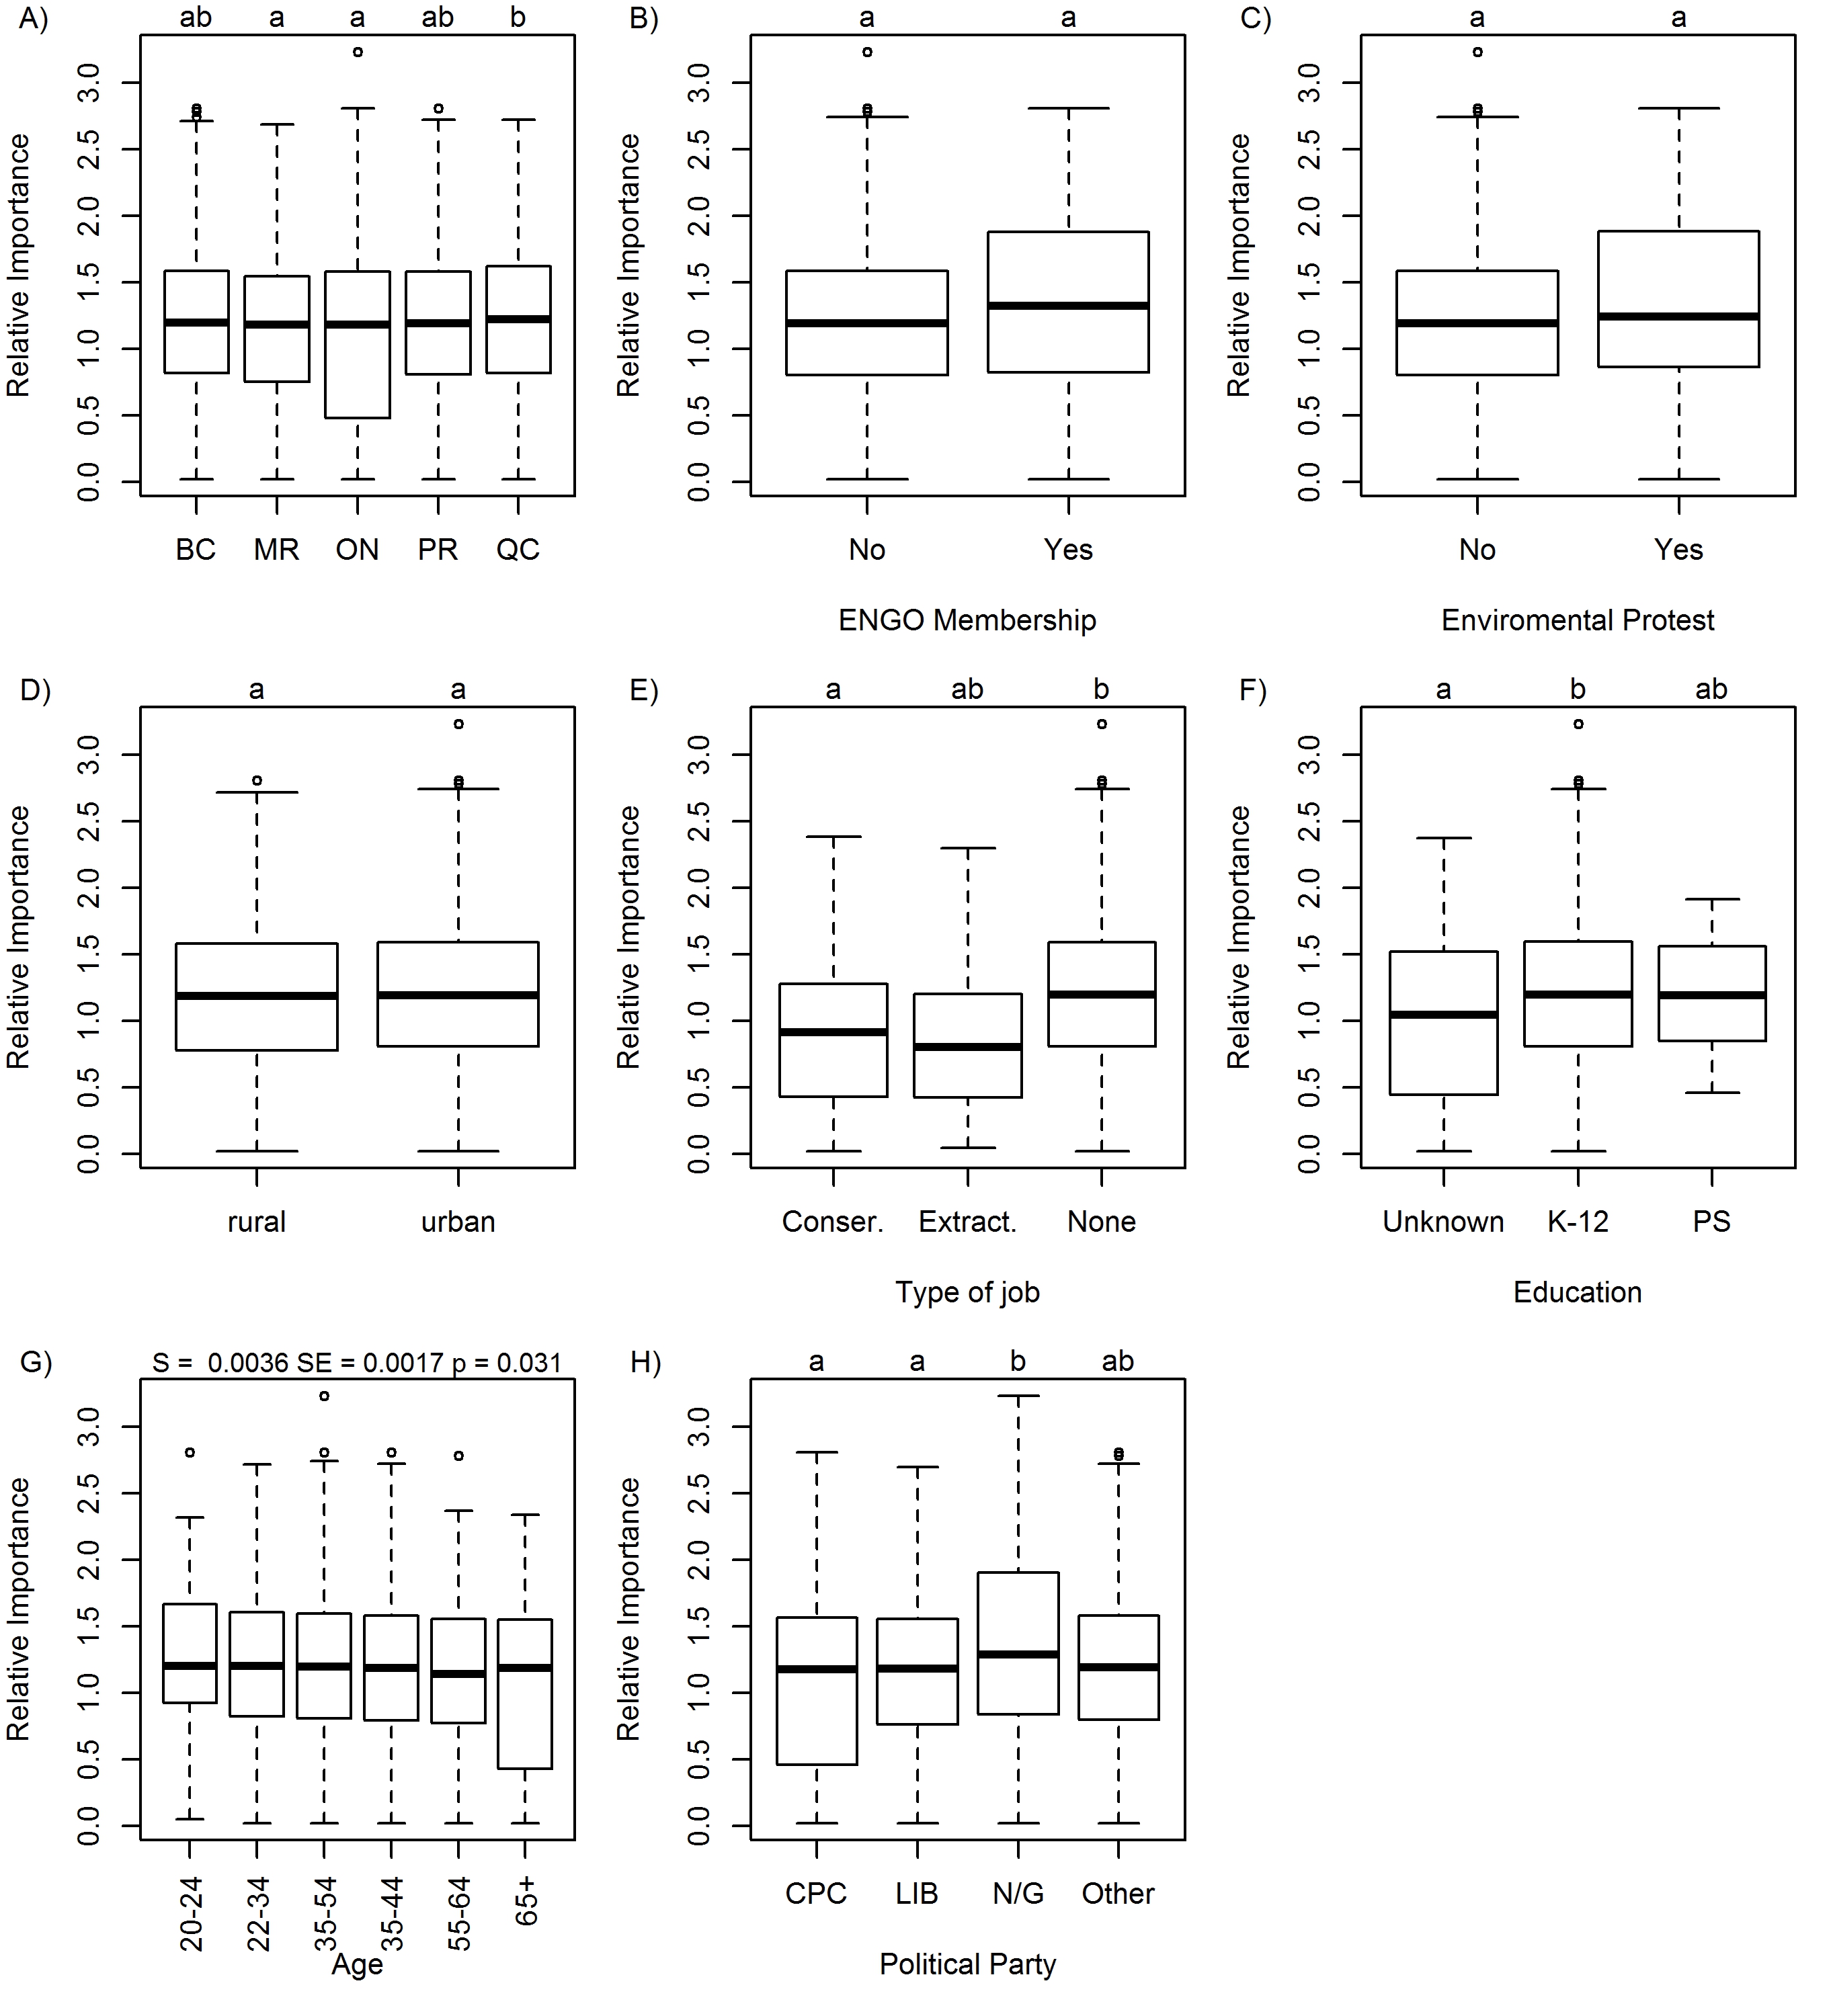 A) ab a a ab b
3.0
2.5
2.0
1.5
1.0
0.5
0.0
Relative Importance
BC MR ON PR QC
B) a a
3.0
2.5
2.0
1.5
1.0
0.5
0.0
Relative Importance
No Yes
ENGO Membership
C) a a
3.0
2.5
2.0
1.5
1.0
0.5
0.0
Relative Importance
No Yes
Enviromental Protest
D) a a
3.0
2.5
2.0
1.5
1.0
0.5
0.0
Relative Importance
rural urban
E) a ab b
3.0
2.5
2.0
1.5
1.0
0.5
0.0
Relative Importance
Conser. Extract. None
Type of job
F) a b ab
3.0
2.5
2.0
1.5
1.0
0.5
0.0
Relative Importance
Unknown K-12 PS
Education
G) S = 0.0036 SE = 0.0017 p = 0.031
3.0
2.5
2.0
1.5
1.0
0.5
0.0
Relative Importance
20-24 22-34 35-54 35-44 55-64 65+
Age
H) a a b ab
3.0
2.5
2.0
1.5
1.0
0.5
0.0
Relative Importance
CPC LIB N/G Other
Political Party